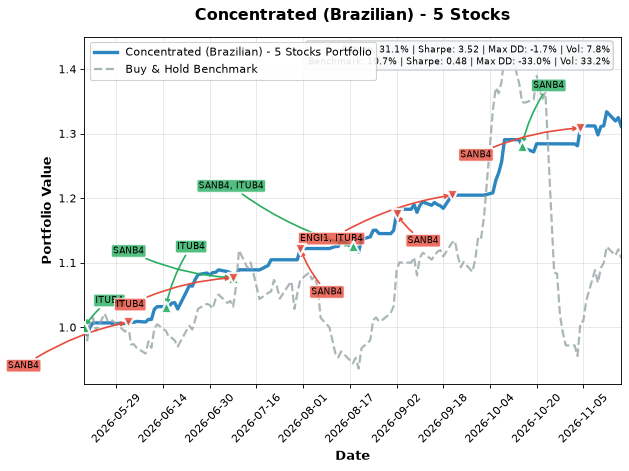 Concentrated (Brazilian) - 5 Stocks
Concentrated (Brazilian) - 5 Stocks Portfolio
Buy & Hold Benchmark
31.1% | Sharpe: 3.52 | Max DD: -1.7% | Vol: 7.8%
| Sharpe: 0.48 | Max DD: -33.0% | Vol: 33.2%
SANB4
SANB4
SANB4, ITUB4
ENGI1, ITUB4
SANB4
SANB4
ITUB4
SANB4
ITUB4
SANB4
Portfolio Value
1.4
1.3
1.2
1.1
1.0
2026-05-29
2026-06-14
2026-06-30
2026-07-16
2026-08-01
2026-08-17
2026-09-02
2026-09-18
2026-10-04
2026-10-20
2026-11-05
Date